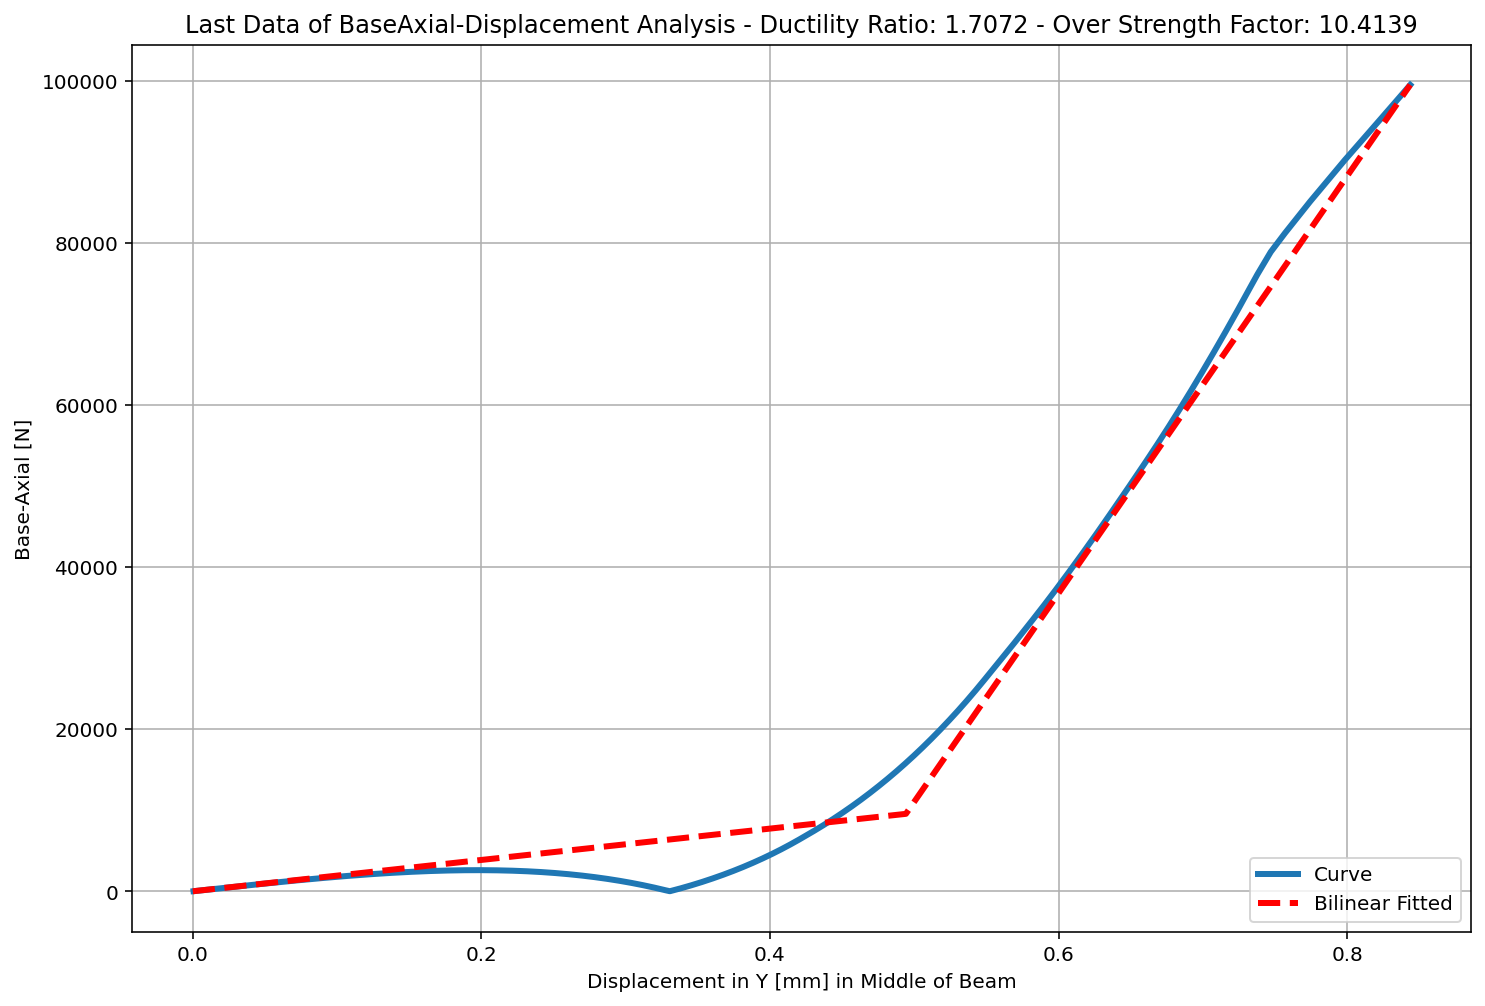 Last Data of BaseAxial-Displacement Analysis - Ductility Ratio: 1.7072 - Over Strength Factor: 10.4139
100000
80000
60000
40000
20000
0
Base-Axial [N]
0.0
0.2
0.4
0.6
0.8
Displacement in Y [mm] in Middle of Beam
Curve
Bilinear Fitted